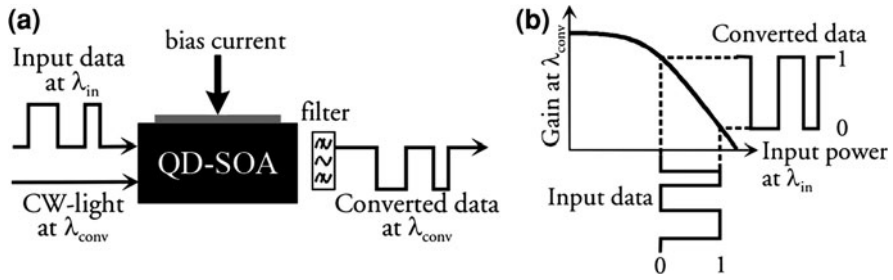 (a)
bias current
Input data
at λin
filter
QD-SOA
CW-light
at λconv
Converted data
at λconv
(b)
Gain at λconv
Converted data
1
0
Input power
at λin
Input data
0 1